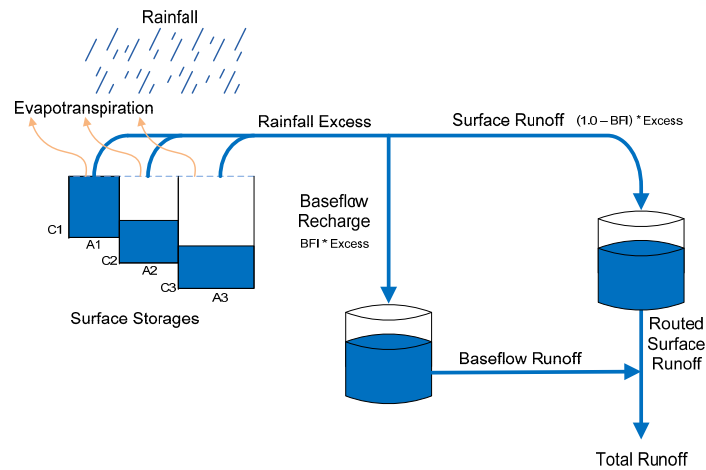 Rainfall
Evapotranspiration
Rainfall Excess
Surface Runoff (1.0 – BFI) * Excess
Baseflow
Recharge
BFI * Excess
C1
A1
C2
A2
C3
A3
Surface Storages
Routed
Surface
Runoff
Baseflow Runoff
Total Runoff